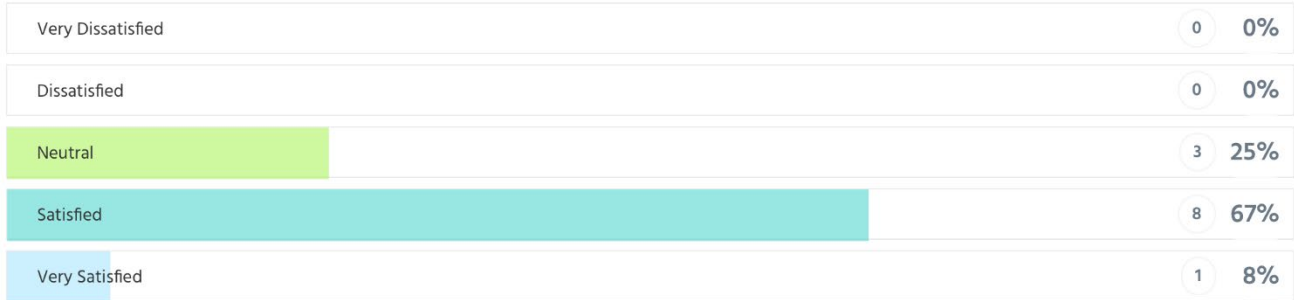 Very Dissatisfied 0 0%
Dissatisfied 0 0%
Neutral 3 25%
Satisfied 8 67%
Very Satisfied 1 8%